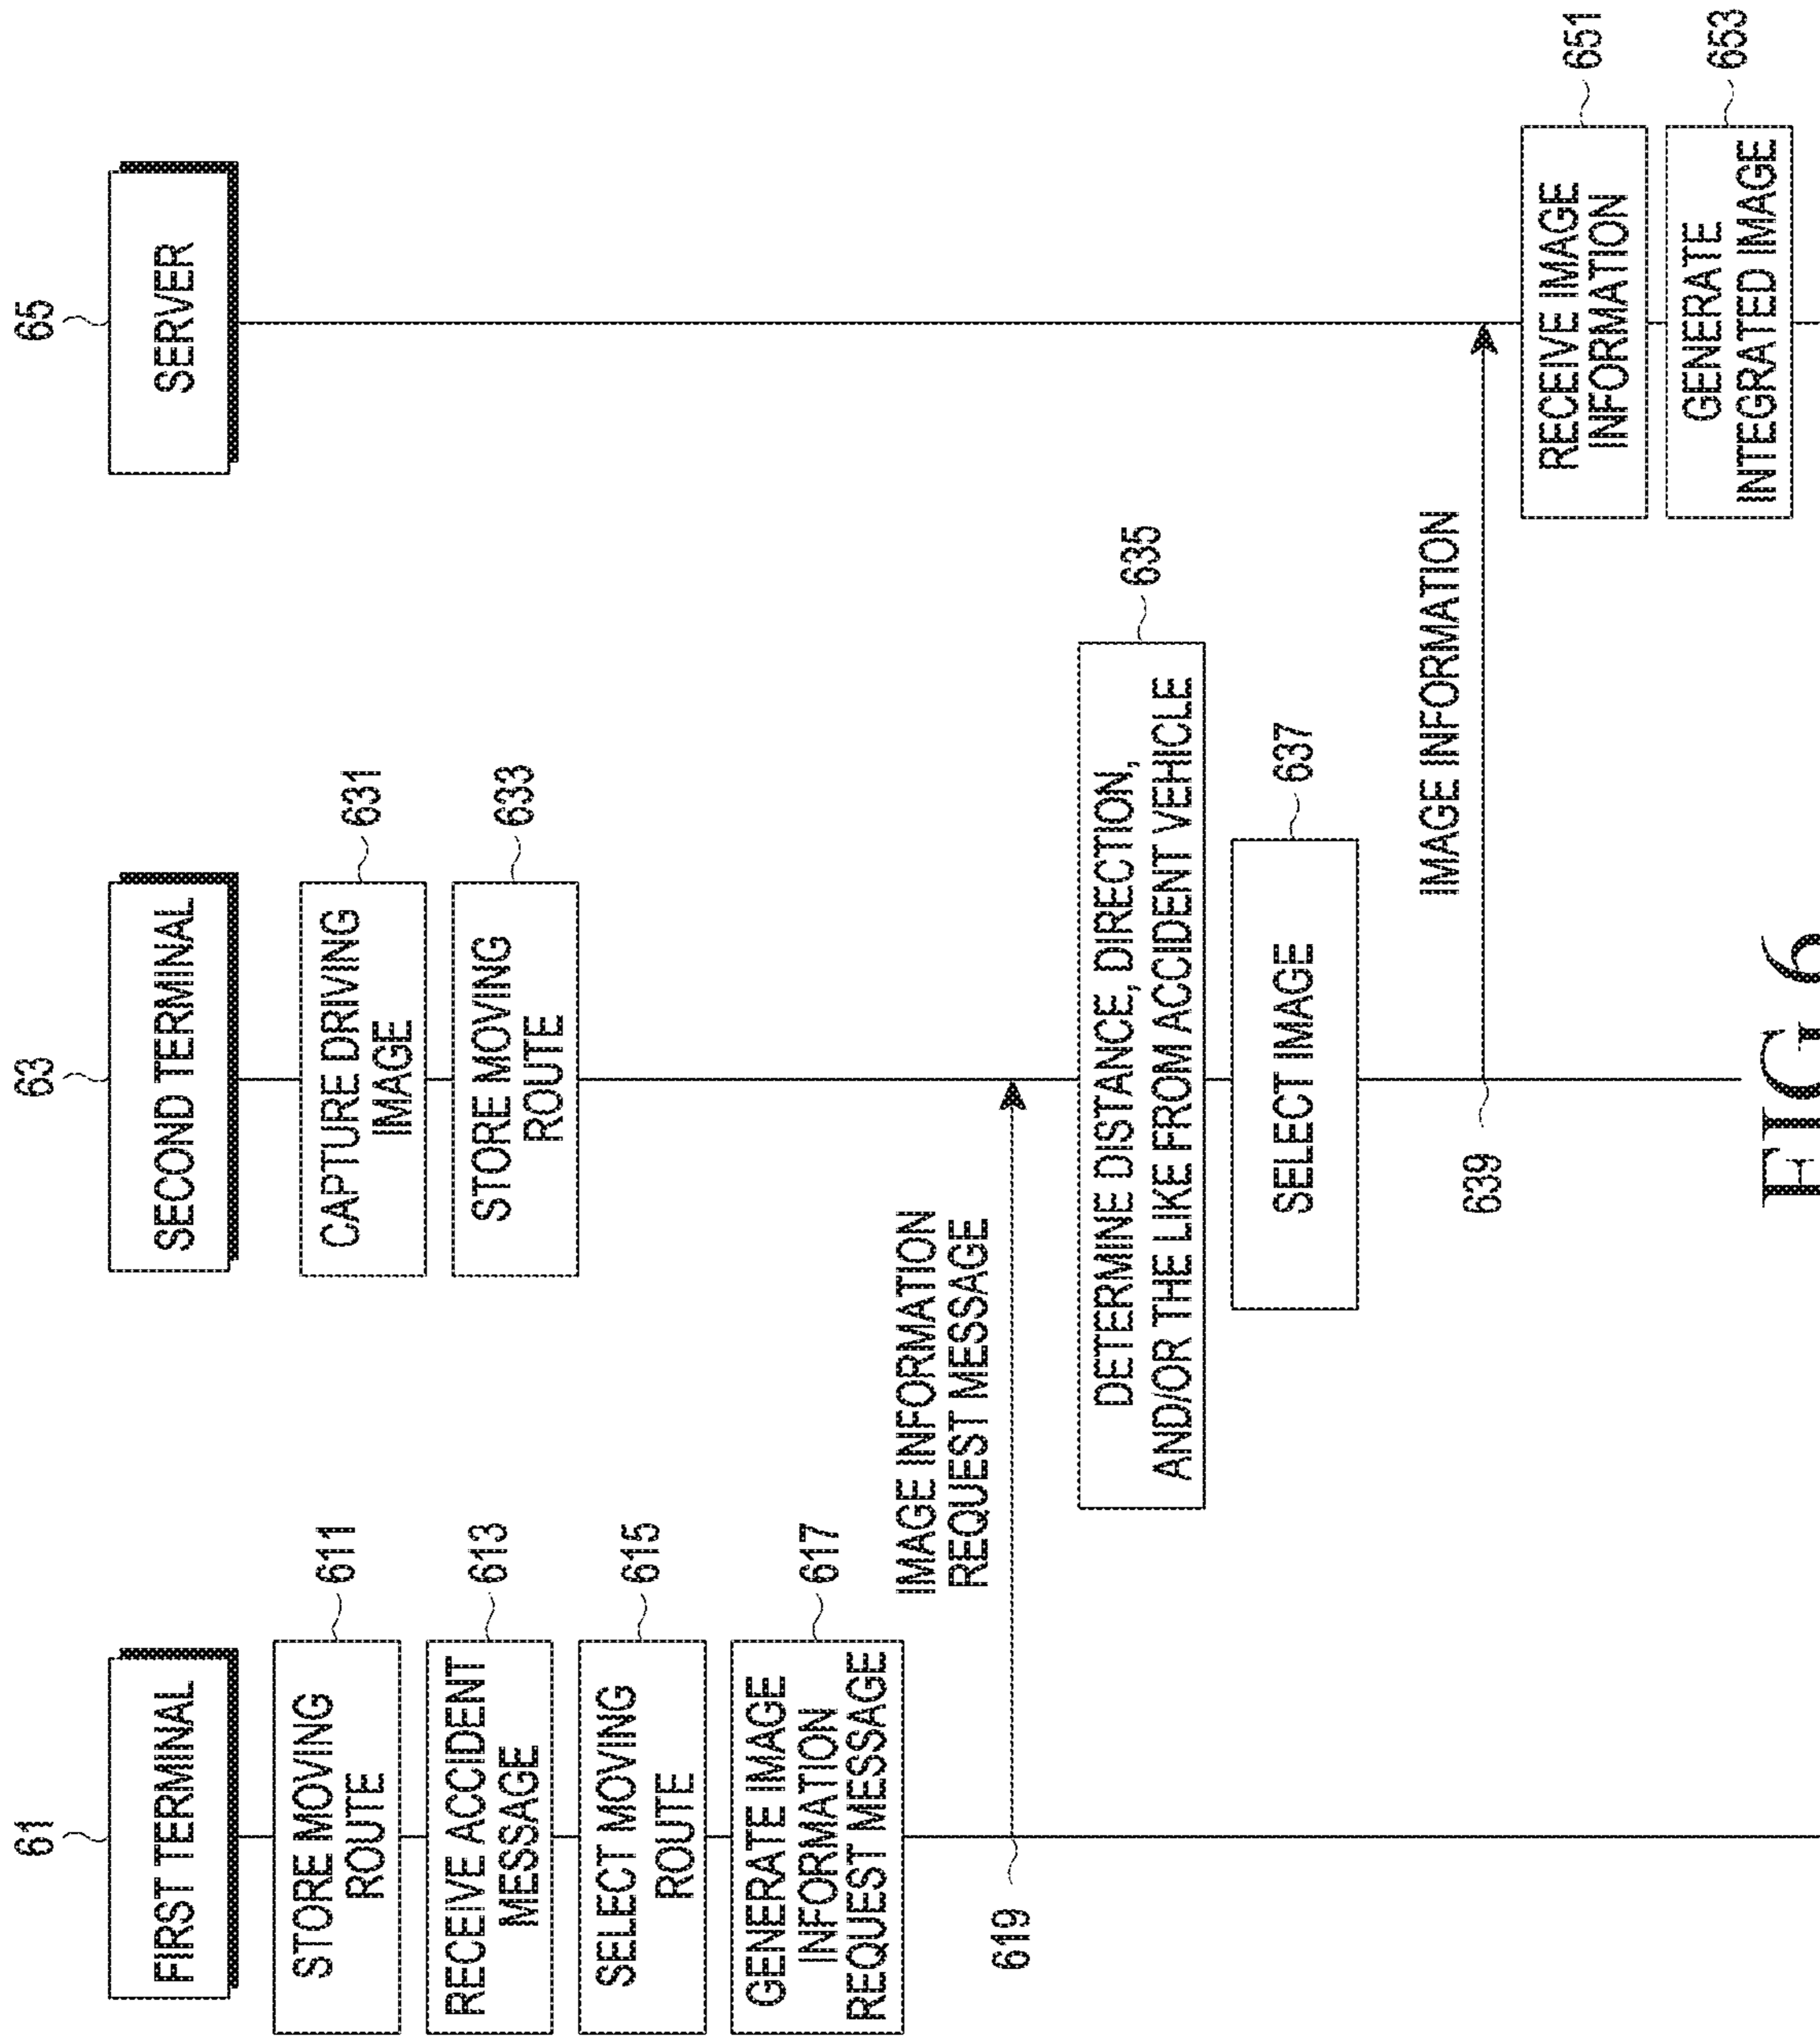 61
FIRST TERMINAL
STORE MOVING
ROUTE
611
RECEIVE ACCIDENT
MESSAGE
613
SELECT MOVING
ROUTE
615
GENERATE IMAGE
INFORMATION
REQUEST MESSAGE
617
619
IMAGE INFORMATION
REQUEST MESSAGE
63
SECOND TERMINAL
CAPTURE DRIVING
IMAGE
631
STORE MOVING
ROUTE
633
DETERMINE DISTANCE, DIRECTION,
AND/OR THE LIKE FROM ACCIDENT VEHICLE
635
SELECT IMAGE
637
639
IMAGE INFORMATION
65
SERVER
RECEIVE IMAGE
INFORMATION
651
GENERATE
INTEGRATED IMAGE
653
FIG 6